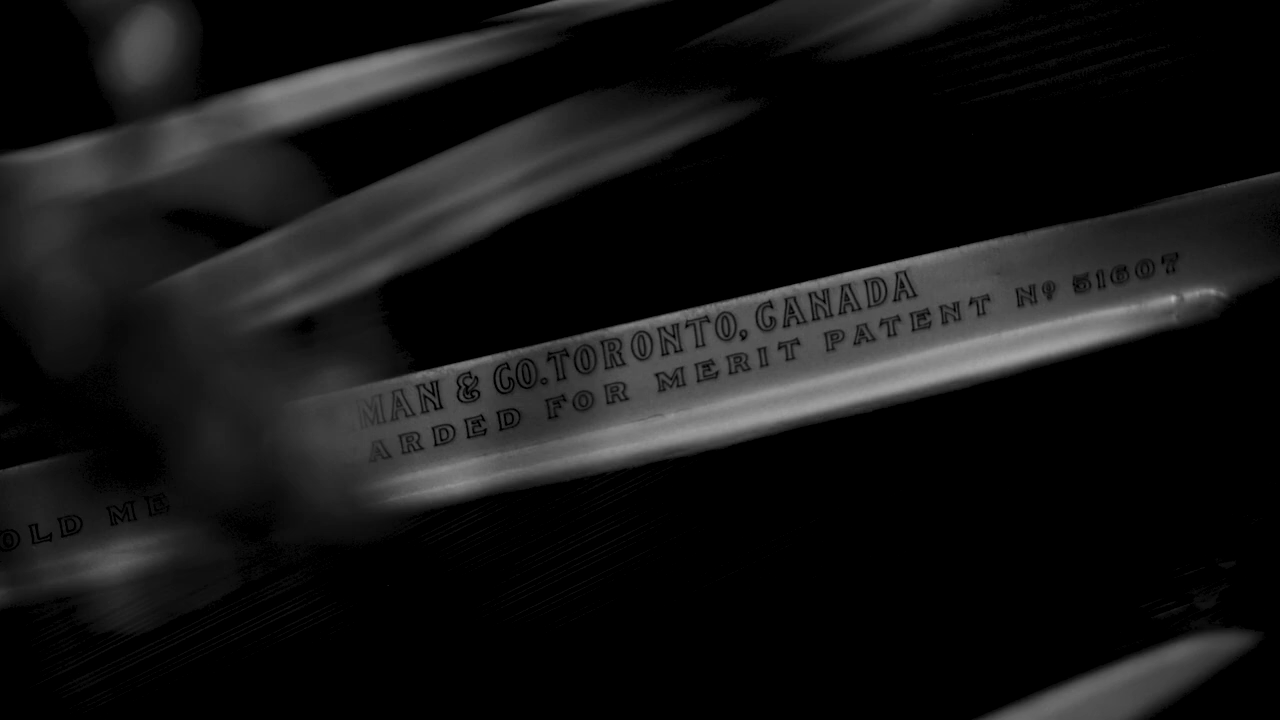 MAN & CO. TORONTO, CANADA
OLD ME ARDED FOR MERIT PATENT Nº 51607